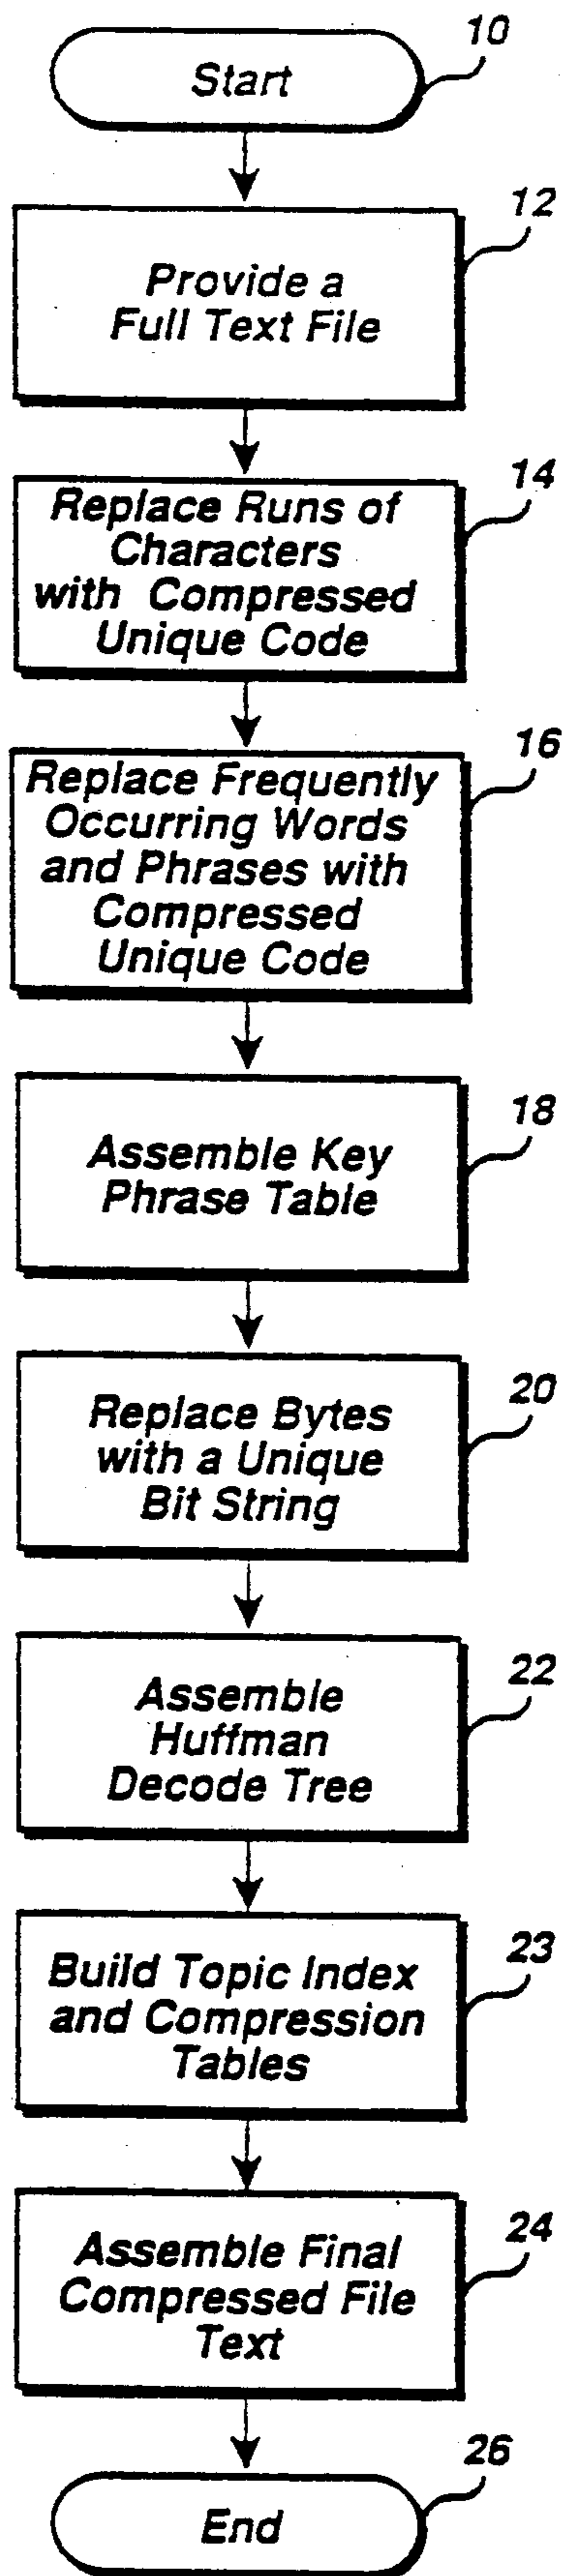 10
Start
12
Provide a
Full Text File
14
Replace Runs of
Characters
with Compressed
Unique Code
16
Replace Frequently
Occurring Words
and Phrases with
Compressed
Unique Code
18
Assemble Key
Phrase Table
20
Replace Bytes
with a Unique
Bit String
22
Assemble
Huffman
Decode Tree
23
Build Topic Index
and Compression
Tables
24
Assemble Final
Compressed File
Text
26
End